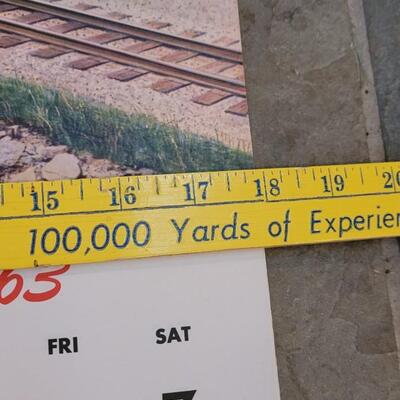 15 16 17 18 19 20
100,000 Yards of Experien
63
FRI SAT